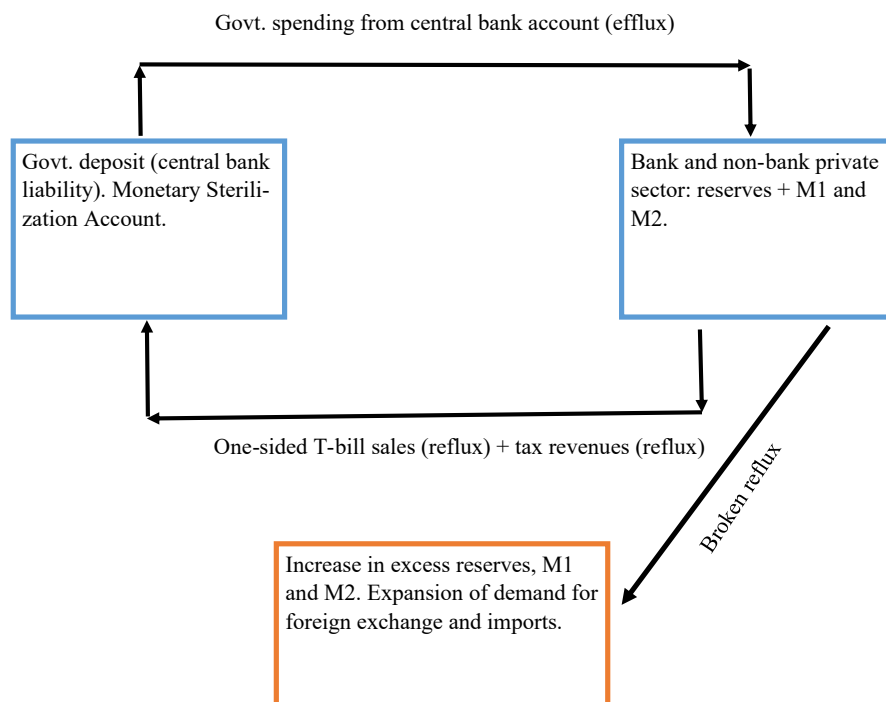 Govt. spending from central bank account (efflux)
Govt. deposit (central bank
liability). Monetary Sterili-
zation Account.
Bank and non-bank private
sector: reserves + M1 and
M2.
One-sided T-bill sales (reflux) + tax revenues (reflux)
Broken reflux
Increase in excess reserves, M1
and M2. Expansion of demand for
foreign exchange and imports.